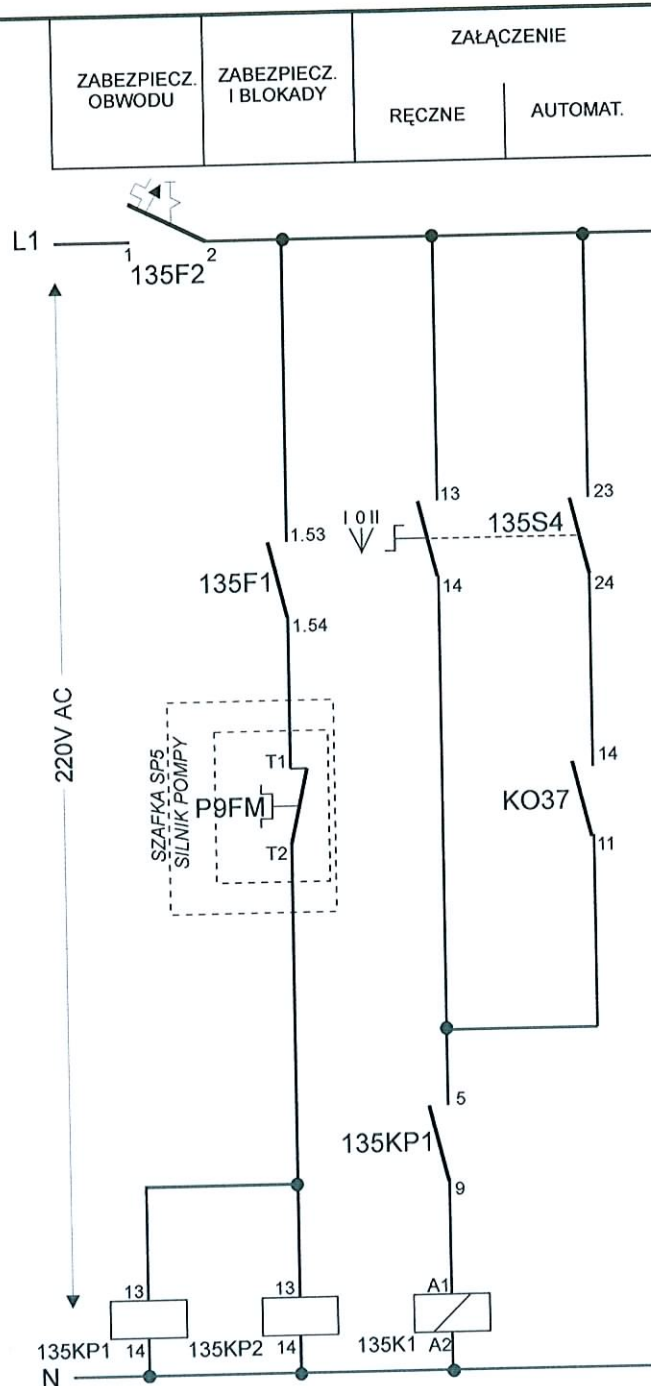 ZABEZPIECZ.
OBWODU
ZABEZPIECZ.
I BLOKADY
ZAŁĄCZENIE
RĘCZNE
AUTOMAT.
L1
1
2
135F2
220V AC
1.53
135F1
1.54
SZAFKA SP5
SILNIK POMPY
T1
P9FM
T2
I 0 II
13
14
135S4
23
24
14
KO37
11
5
135KP1
9
13
135KP1
14
13
135KP2
14
A1
135K1
A2
N